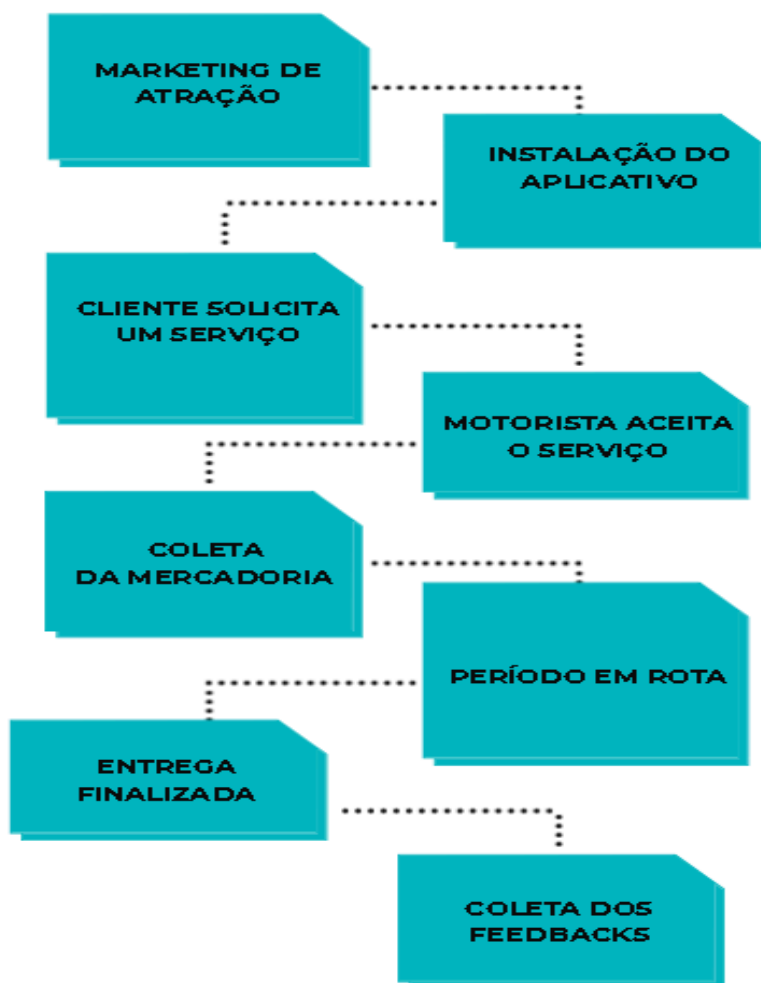 MARKETING DE
ATRAÇÃO
INSTALAÇÃO DO
APLICATIVO
CLIENTE SOLICITA
UM SERVIÇO
MOTORISTA ACEITA
O SERVIÇO
COLETA
DA MERCADORIA
PERÍODO EM ROTA
ENTREGA
FINALIZADA
COLETA DOS
FEEDBACKS